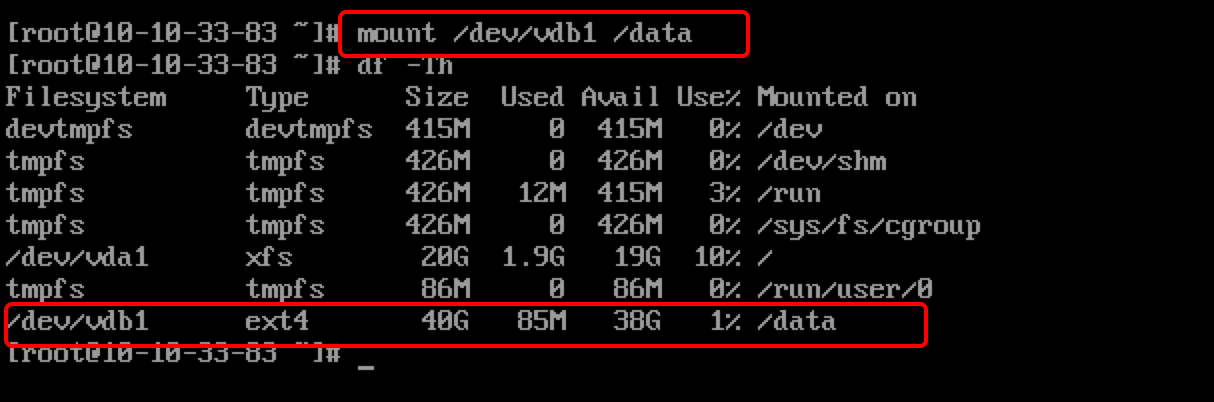 [root@10-10-33-83 ~]# mount /dev/vdb1 /data
[root@10-10-33-83 ~]# df -Th
Filesystem     Type      Size  Used Avail Use% Mounted on
devtmpfs       devtmpfs  415M     0  415M   0% /dev
tmpfs          tmpfs     426M     0  426M   0% /dev/shm
tmpfs          tmpfs     426M   12M  415M   3% /run
tmpfs          tmpfs     426M     0  426M   0% /sys/fs/cgroup
/dev/vda1      xfs        20G  1.9G   19G  10% /
tmpfs          tmpfs      86M     0   86M   0% /run/user/0
/dev/vdb1      ext4       40G   85M   38G   1% /data
[root@10-10-33-83 ~]# _